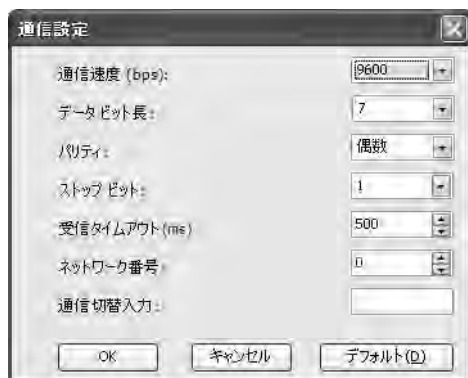 通信設定
通信速度 (bps): 9600
データ ビット長: 7
パリティ: 偶数
ストップ ビット: 1
受信タイムアウト(ms) 500
ネットワーク番号: 0
通信切替入力:
OK キャンセル デフォルト(D)